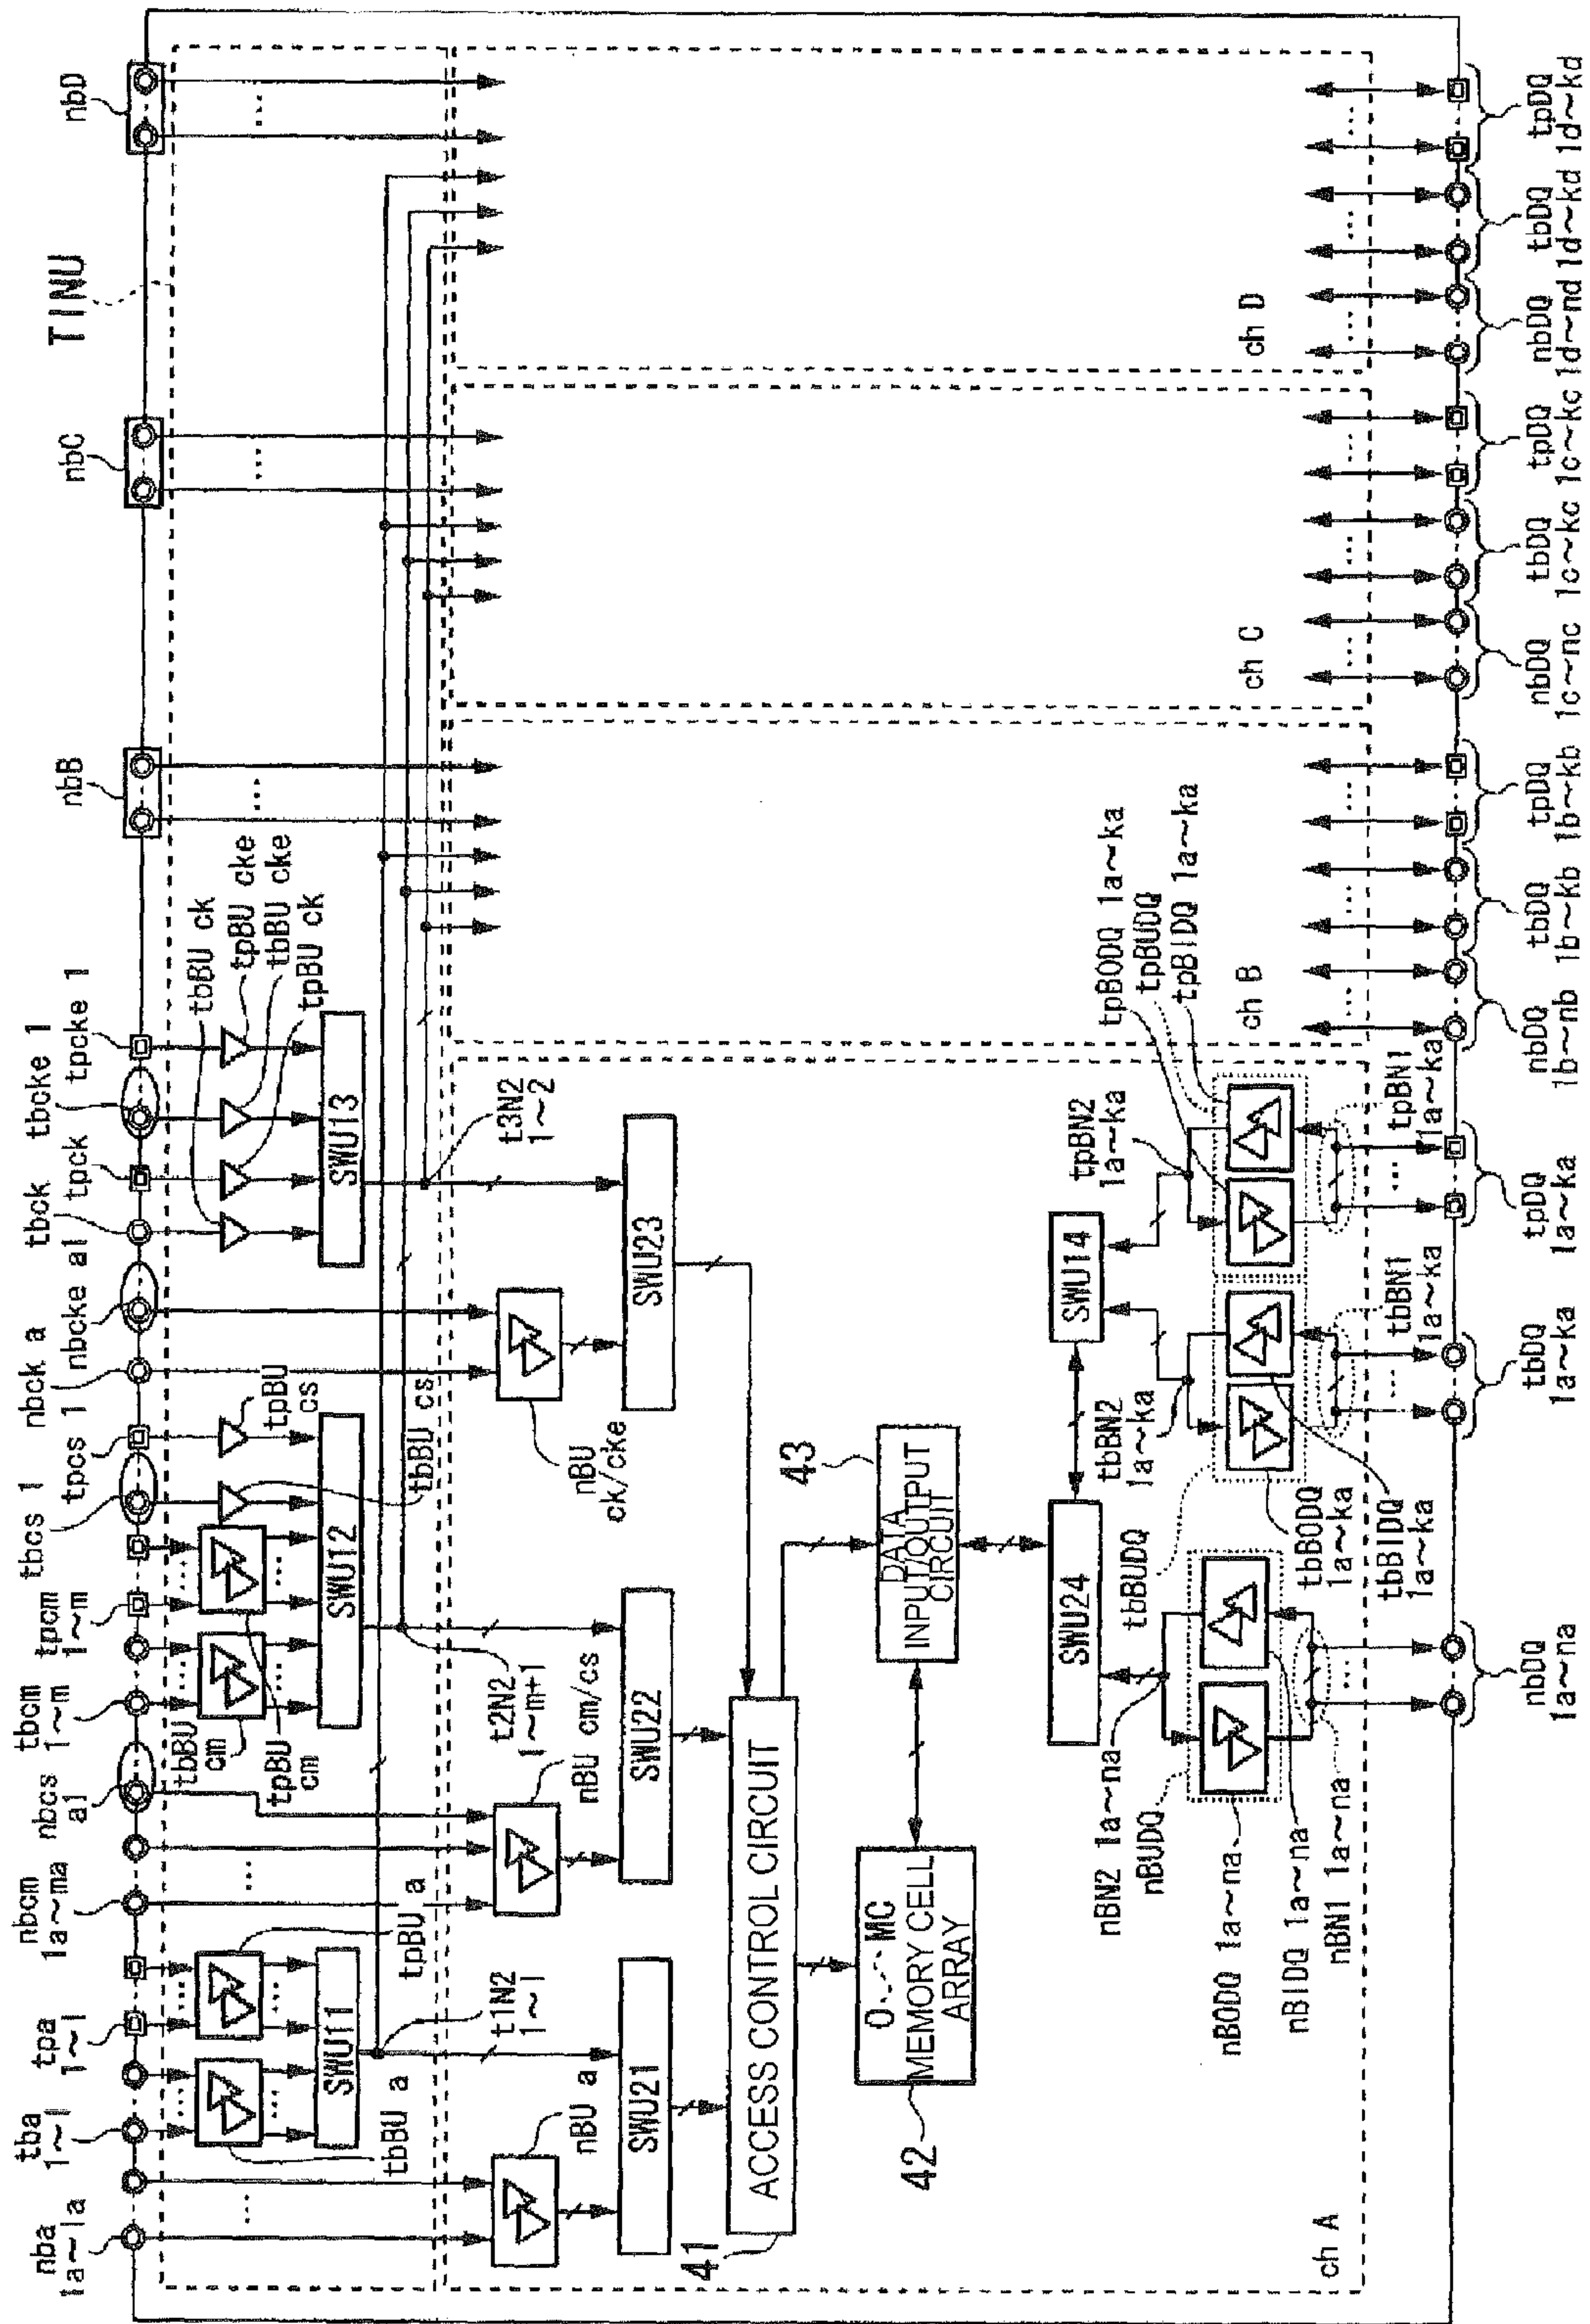 TINU
nba
1a~la
tba
1~l
tpa
1~l
nbcm
1a~ma
nbcs
a1
tbcm
1~m
tpcm
1~m
tbcs 1
tpcs 1
nbck a
nbcke a1
tbck
tpck
tbcke 1
tpcke 1
nbB
nbC
nbD
tbBU a
tpBU a
tbBU
cm
tpBU
cm
tbBU cs
tpBU
cs
tbBU ck
tpBU cke
tbBU cke
tpBU ck
SWU11
SWU12
SWU13
t1N2
1~l
t2N2
1~m+1
t3N2
1~2
nBU a
nBU cm/cs
nBU
ck/cke
SWU21
SWU22
SWU23
41
ACCESS CONTROL CIRCUIT
42
O...MC
MEMORY CELL
ARRAY
43
DATA
INPUT/OUTPUT
CIRCUIT
SWU24
SWU14
nBN2 1a~na
nBUDQ
nBODQ 1a~na
nBIDQ 1a~na
nBN1 1a~na
tbBN2
1a~ka
tbBUDQ
tbBODQ
1a~ka
tbBIDQ
1a~ka
tbBN1
1a~ka
tpBN2
1a~ka
tpBODQ 1a~ka
tpBUDQ
tpBIDQ 1a~ka
tpBN1
1a~ka
ch A
ch B
ch C
ch D
nbDQ
1a~na
tbDQ
1a~ka
tpDQ
1a~ka
nbDQ
1b~nb
tbDQ
1b~kb
tpDQ
1b~kb
nbDQ
1c~nc
tbDQ
1c~kc
tpDQ
1c~kc
nbDQ
1d~nd
tbDQ
1d~kd
tpDQ
1d~kd